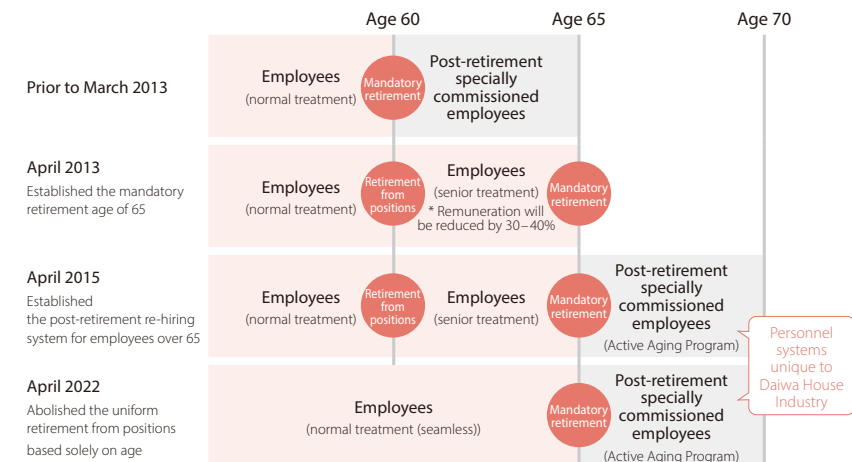 Age 60
Age 65
Age 70
Prior to March 2013
Employees
(normal treatment)
Mandatory
retirement
Post-retirement
specially
commissioned
employees
April 2013
Established the mandatory
retirement age of 65
Employees
(normal treatment)
Retirement
from
positions
Employees
(senior treatment)
* Remuneration will
be reduced by 30–40%
Mandatory
retirement
April 2015
Established
the post-retirement re-hiring
system for employees over 65
Employees
(normal treatment)
Retirement
from
positions
Employees
(senior treatment)
Mandatory
retirement
Post-retirement
specially
commissioned
employees
(Active Aging Program)
Personnel
systems
unique to
Daiwa House
Industry
April 2022
Abolished the uniform
retirement from positions
based solely on age
Employees
(normal treatment (seamless))
Mandatory
retirement
Post-retirement
specially
commissioned
employees
(Active Aging Program)